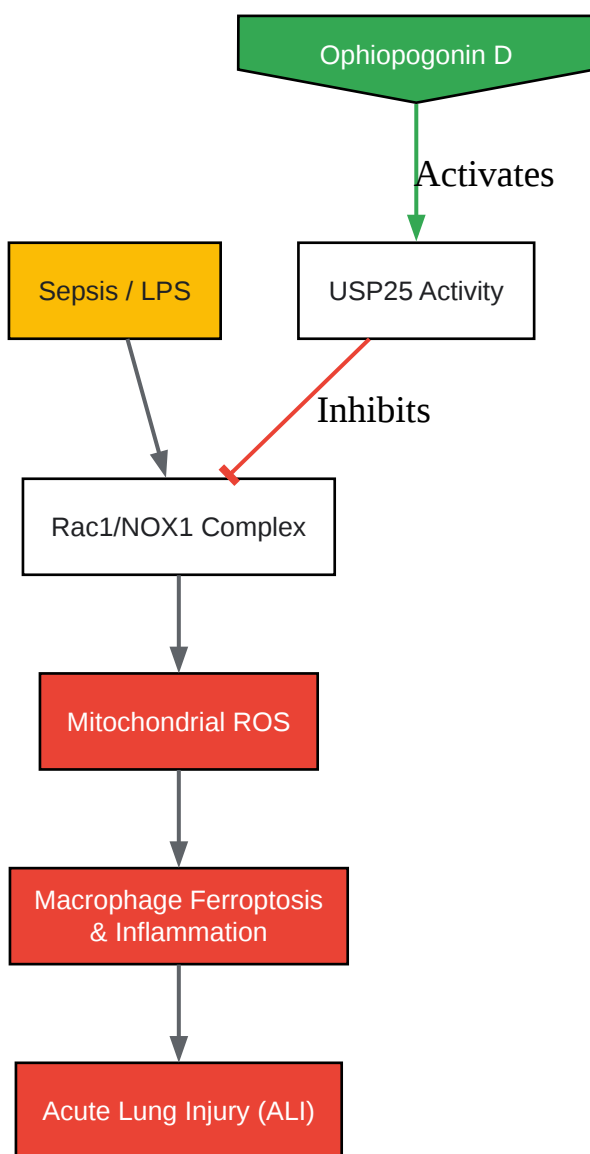 Ophiopogonin D
Activates
Sepsis / LPS
USP25 Activity
Inhibits
Rac1/NOX1 Complex
Mitochondrial ROS
Macrophage Ferroptosis
& Inflammation
Acute Lung Injury (ALI)